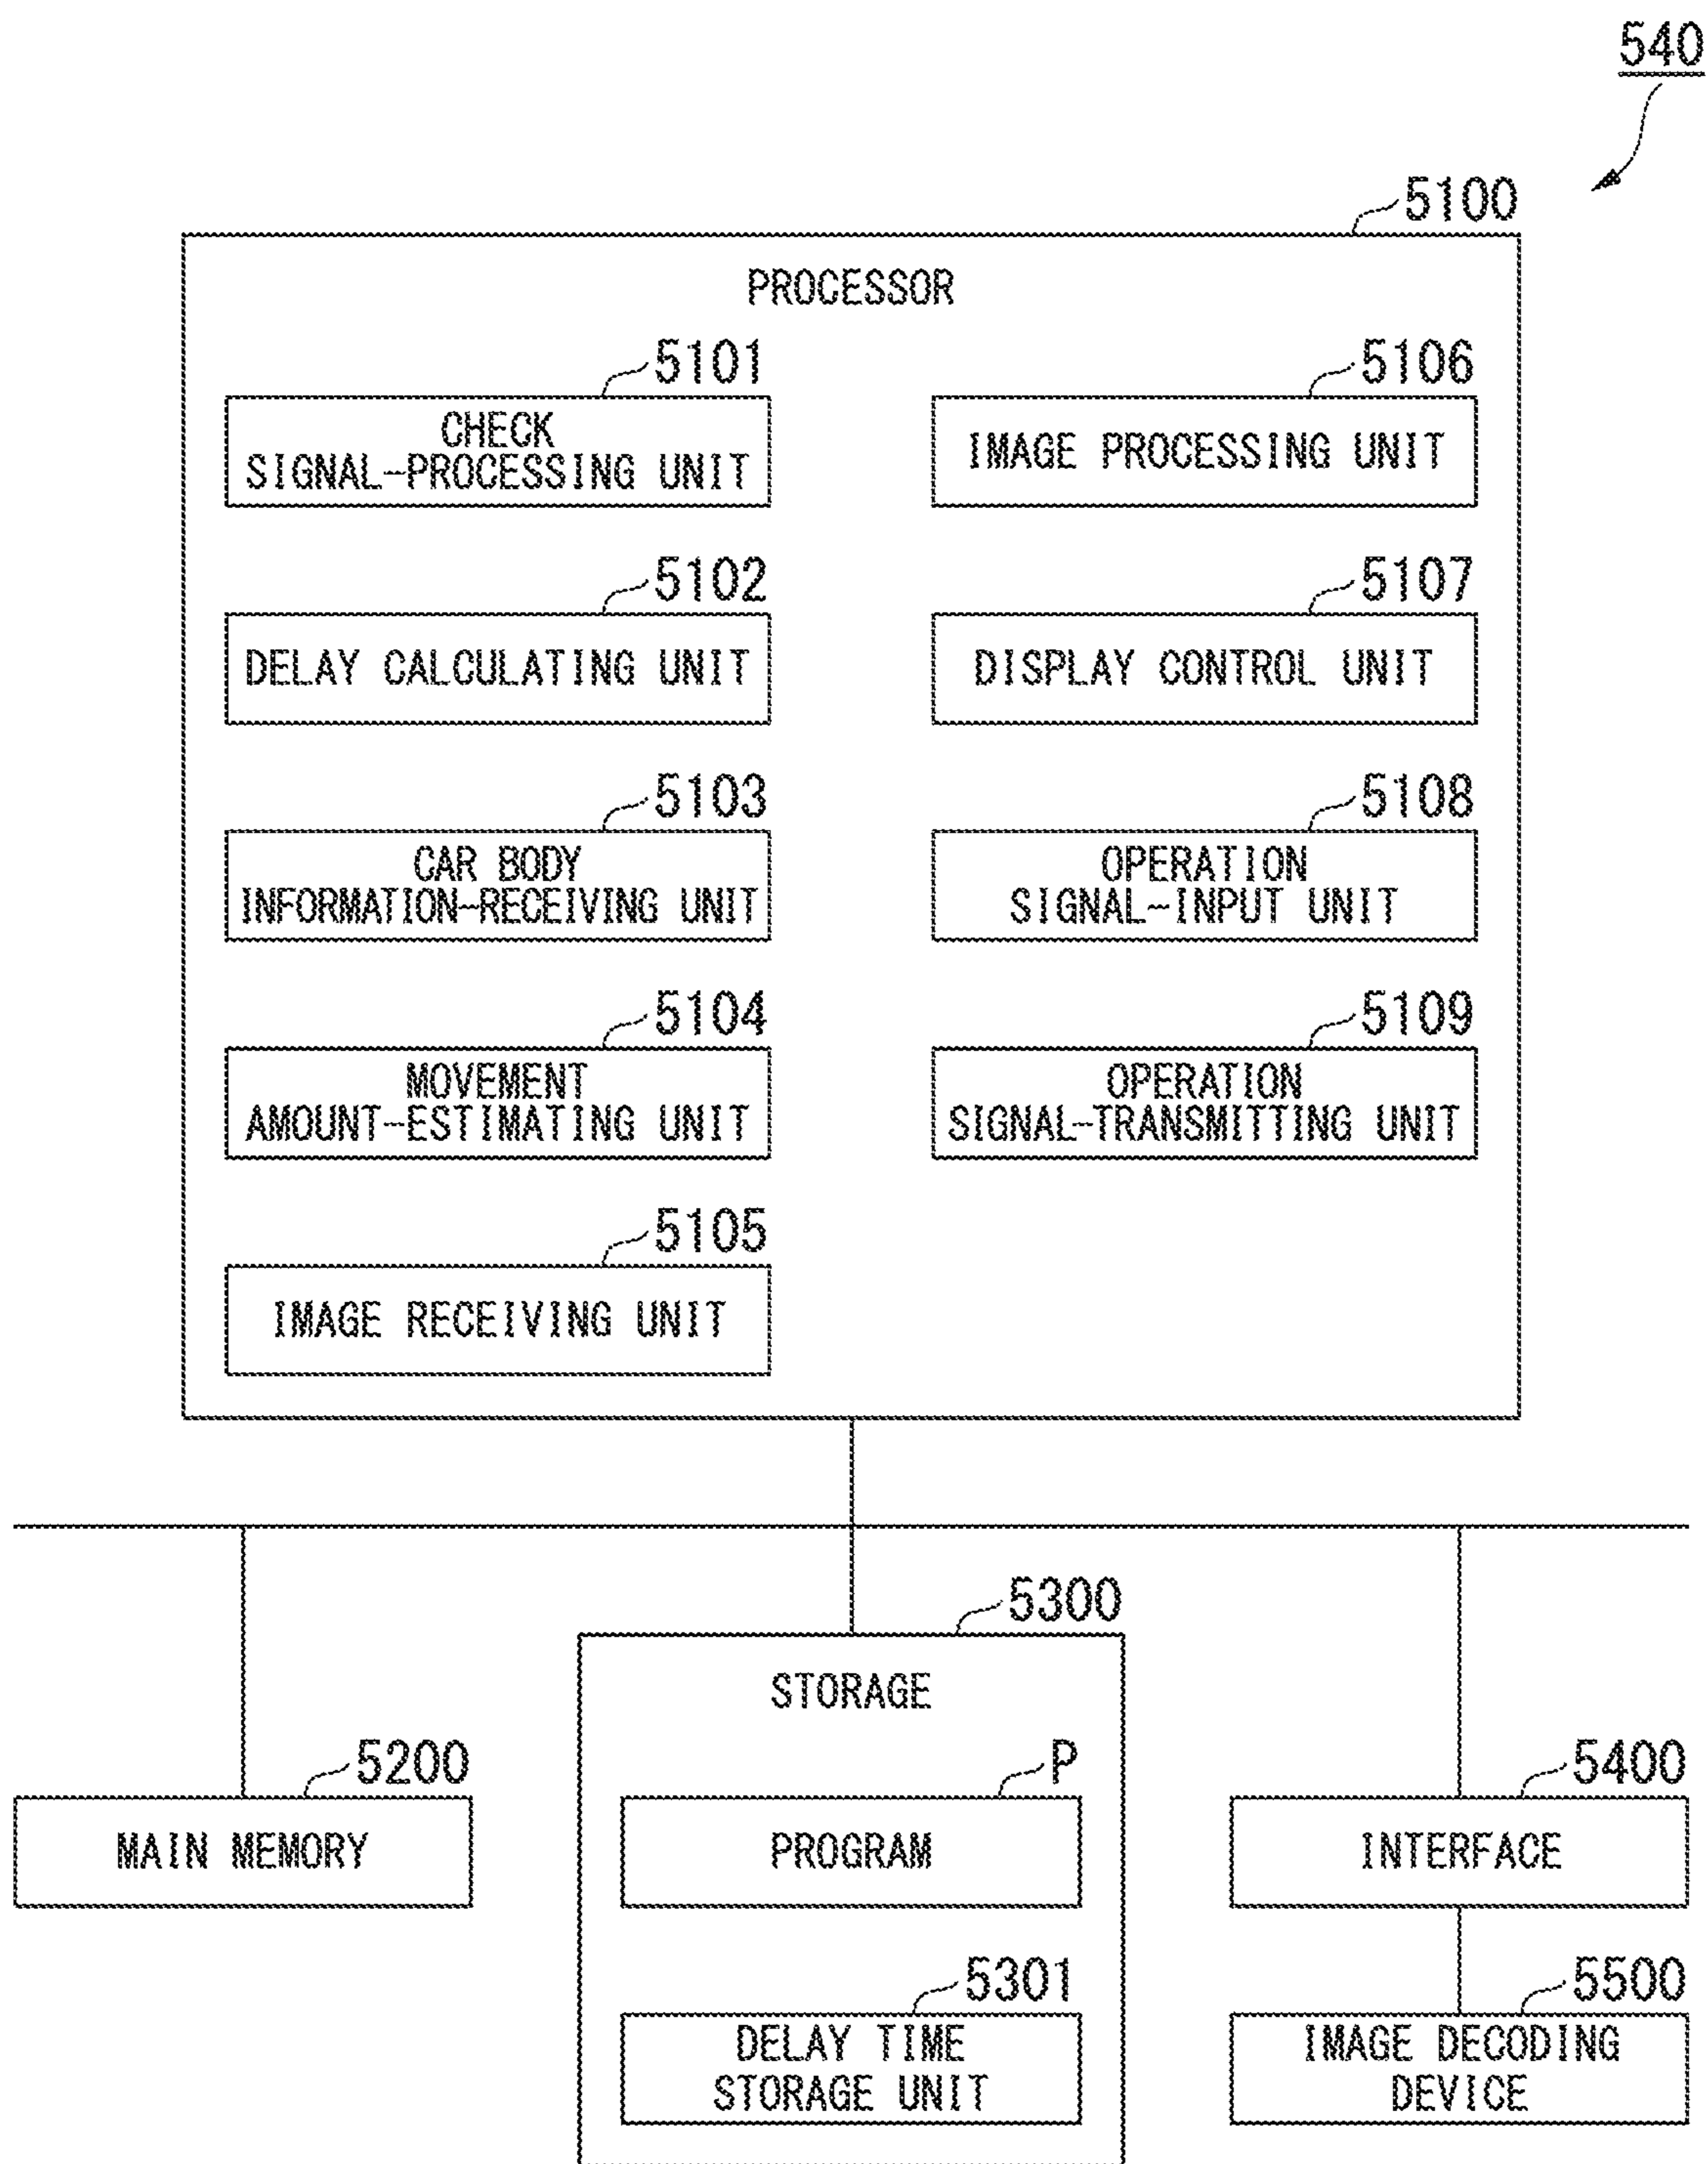 540
5100
PROCESSOR
5101
CHECK
SIGNAL-PROCESSING UNIT
5106
IMAGE PROCESSING UNIT
5102
DELAY CALCULATING UNIT
5107
DISPLAY CONTROL UNIT
5103
CAR BODY
INFORMATION-RECEIVING UNIT
5108
OPERATION
SIGNAL-INPUT UNIT
5104
MOVEMENT
AMOUNT-ESTIMATING UNIT
5109
OPERATION
SIGNAL-TRANSMITTING UNIT
5105
IMAGE RECEIVING UNIT
5300
STORAGE
5200
MAIN MEMORY
P
PROGRAM
5400
INTERFACE
5301
DELAY TIME
STORAGE UNIT
5500
IMAGE DECODING
DEVICE